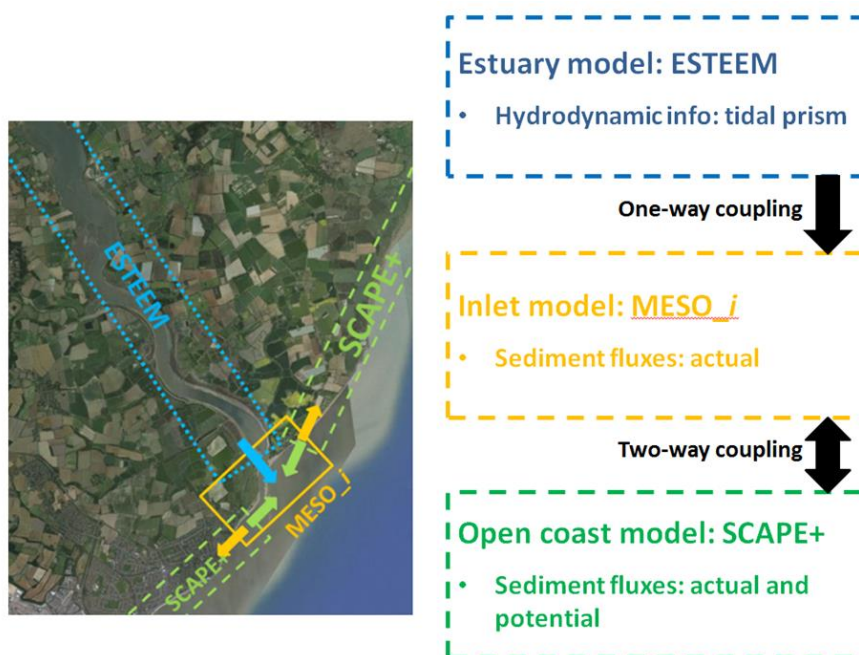 ESTEEM
SCAPE+
MESO_i
SCAPE+
Estuary model: ESTEEM
• Hydrodynamic info: tidal prism
One-way coupling
Inlet model: MESO_i
• Sediment fluxes: actual
Two-way coupling
Open coast model: SCAPE+
• Sediment fluxes: actual and
potential